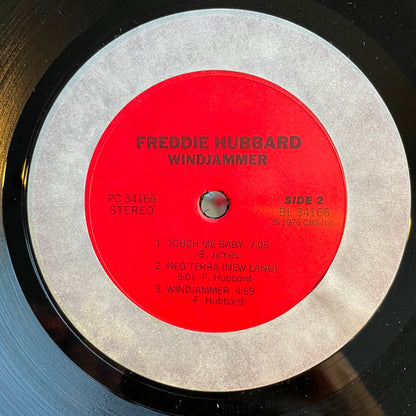 FREDDIE HUBBARD
WINDJAMMER
PC 34166
STEREO
SIDE 2
BL 34166
℗ 1976 CBS Inc.
1. TOUCH ME BABY 7:05
-B. James-
2. NEO TERRA (NEW LAND)
5:01 -F. Hubbard-
3. WINDJAMMER 4:59
-F. Hubbard-